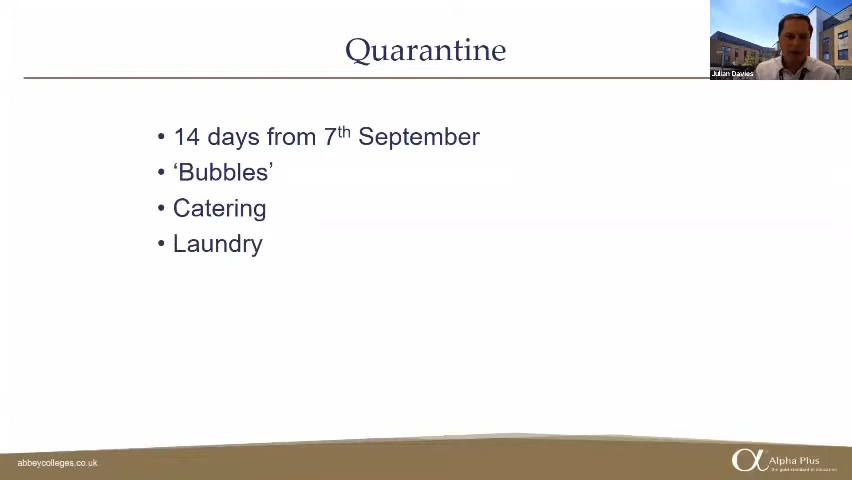 Quarantine
Julian Davies
• 14 days from 7th September
• ‘Bubbles’
• Catering
• Laundry
abbeycolleges.co.uk
Alpha Plus
the gold standard in education